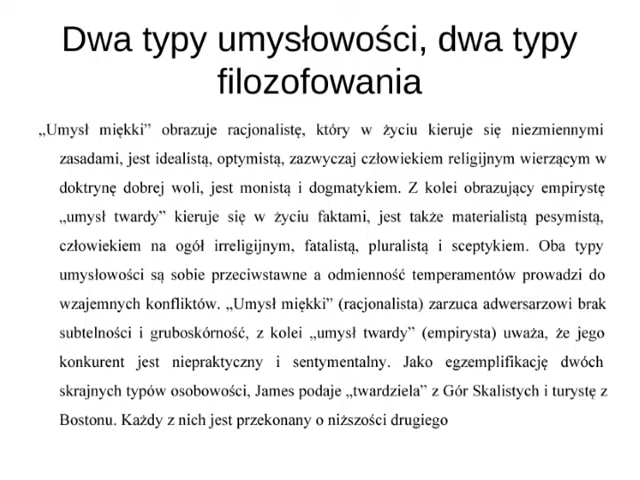 Dwa typy umysłowości, dwa typy
filozofowania
„Umysł miękki” obrazuje racjonalistę, który w życiu kieruje się niezmiennymi
zasadami, jest idealistą, optymistą, zazwyczaj człowiekiem religijnym wierzącym w
doktrynę dobrej woli, jest monistą i dogmatykiem. Z kolei obrazujący empirystę
„umysł twardy” kieruje się w życiu faktami, jest także materialistą pesymistą,
człowiekiem na ogół irreligijnym, fatalistą, pluralistą i sceptykiem. Oba typy
umysłowości są sobie przeciwstawne a odmienność temperamentów prowadzi do
wzajemnych konfliktów. „Umysł miękki” (racjonalista) zarzuca adwersarzowi brak
subtelności i gruboskórność, z kolei „umysł twardy” (empirysta) uważa, że jego
konkurent jest niepraktyczny i sentymentalny. Jako egzemplifikację dwóch
skrajnych typów osobowości, James podaje „twardziela” z Gór Skalistych i turystę z
Bostonu. Każdy z nich jest przekonany o niższości drugiego